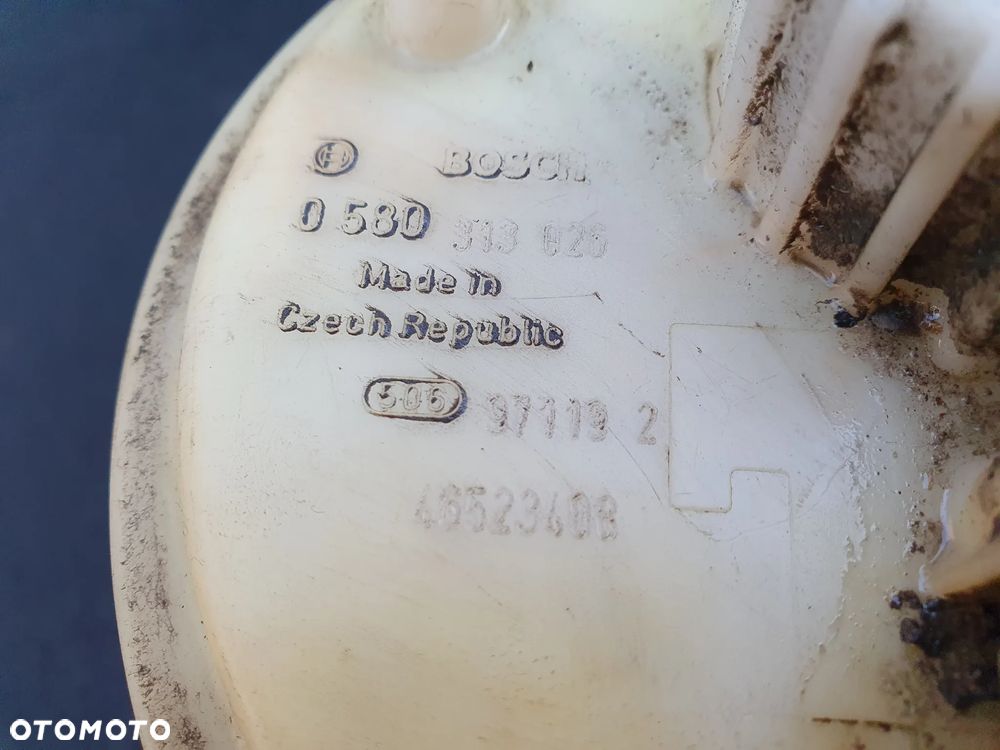 BOSCH
0 580 313 026
Made in
Czech Republic
506 97119 2
46523408
OTOMOTO